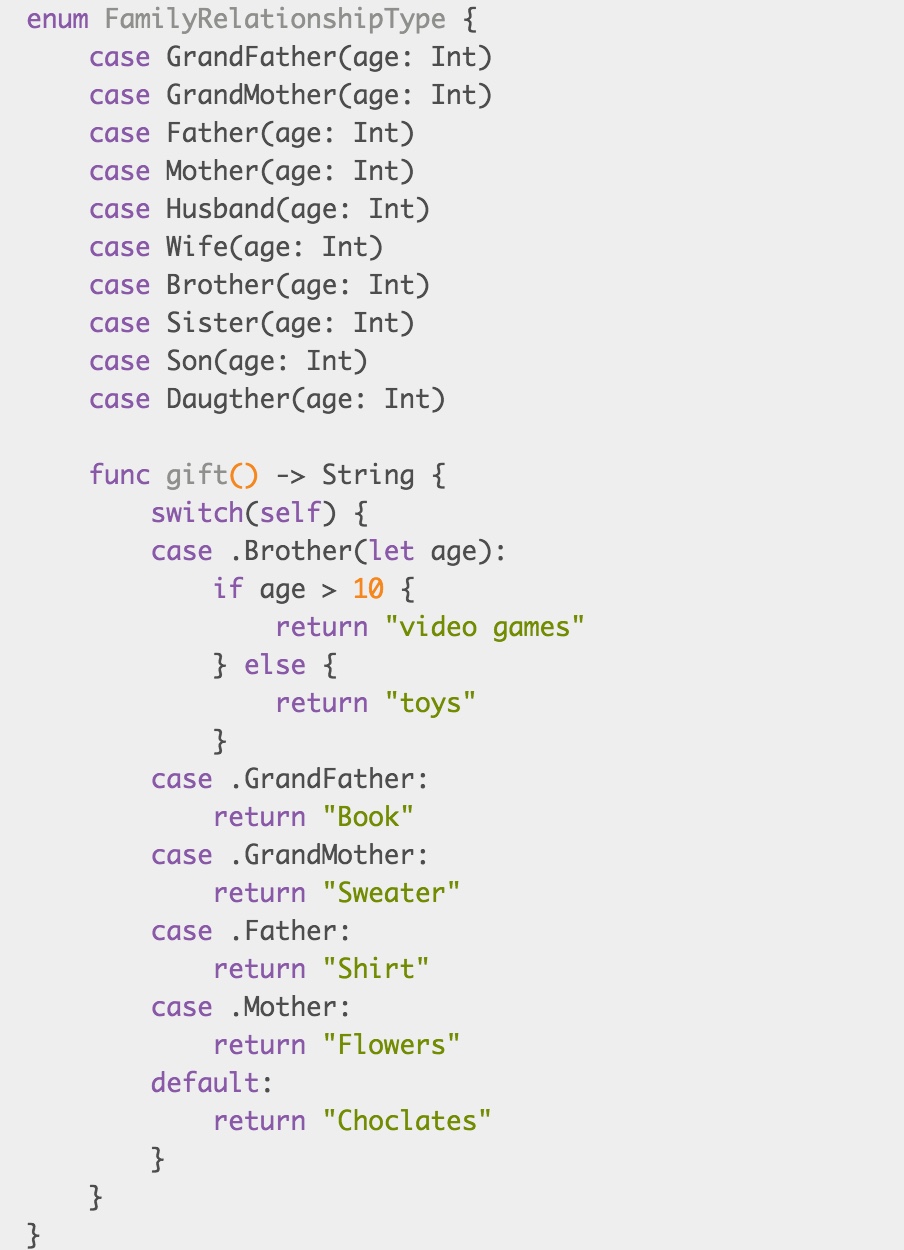 enum FamilyRelationshipType {
    case GrandFather(age: Int)
    case GrandMother(age: Int)
    case Father(age: Int)
    case Mother(age: Int)
    case Husband(age: Int)
    case Wife(age: Int)
    case Brother(age: Int)
    case Sister(age: Int)
    case Son(age: Int)
    case Daugther(age: Int)

    func gift() -> String {
        switch(self) {
        case .Brother(let age):
            if age > 10 {
                return "video games"
            } else {
                return "toys"
            }
        case .GrandFather:
            return "Book"
        case .GrandMother:
            return "Sweater"
        case .Father:
            return "Shirt"
        case .Mother:
            return "Flowers"
        default:
            return "Choclates"
        }
    }
}